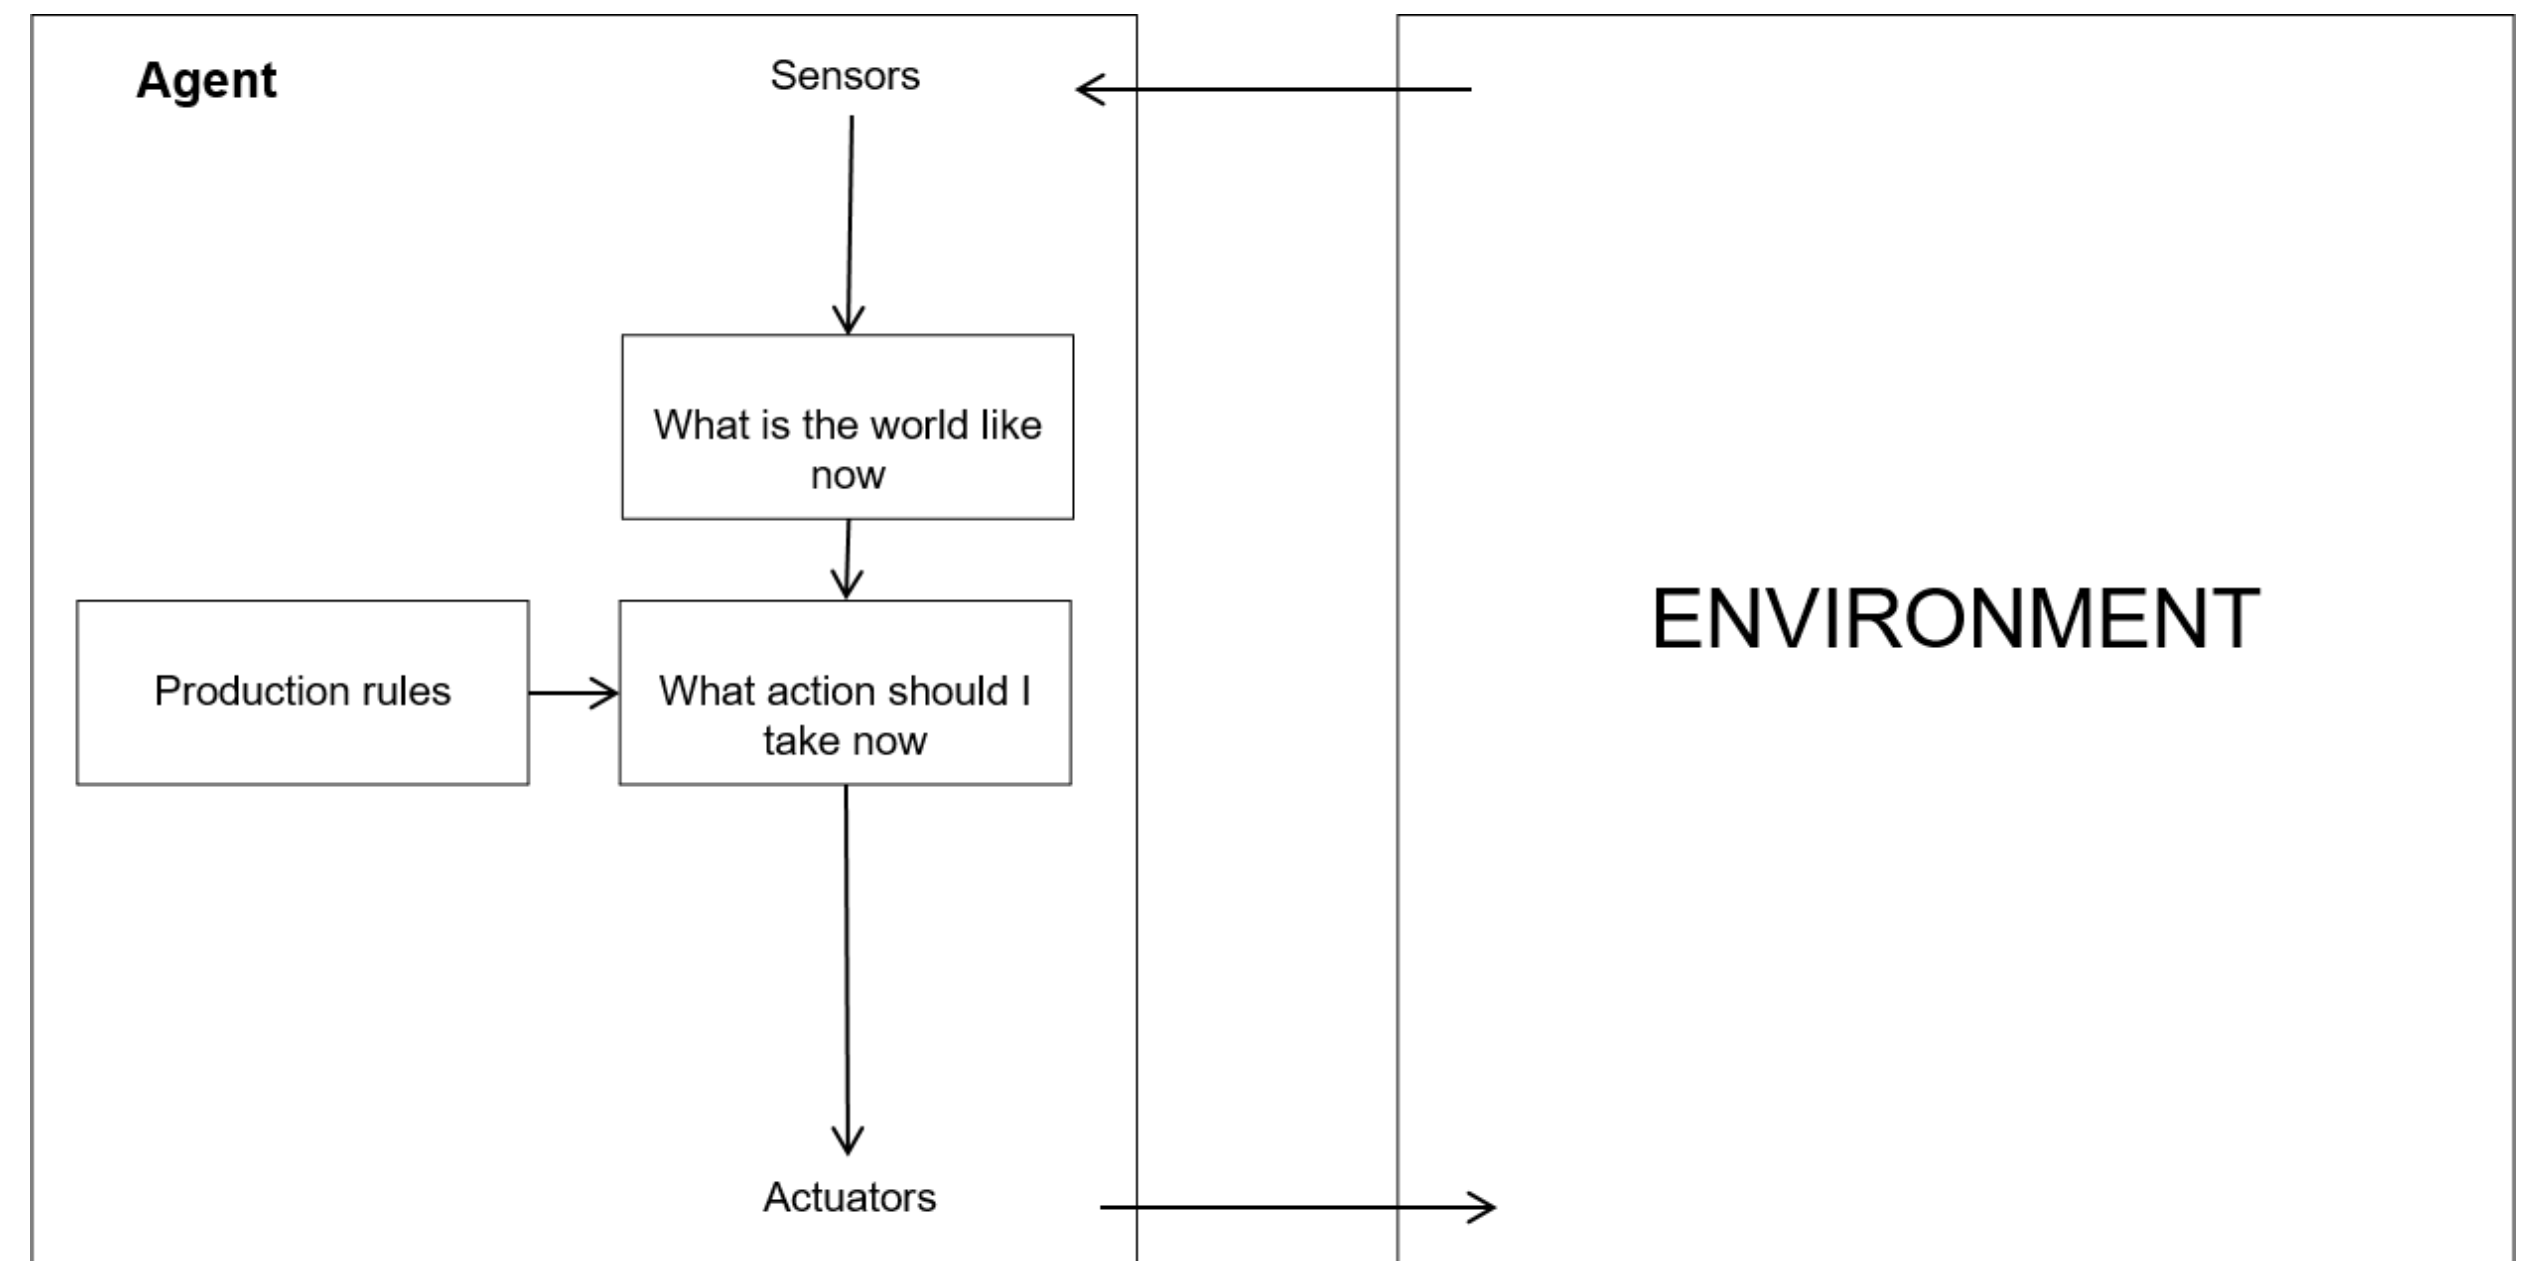 Agent
Sensors
What is the world like
now
Production rules
What action should I
take now
ENVIRONMENT
Actuators